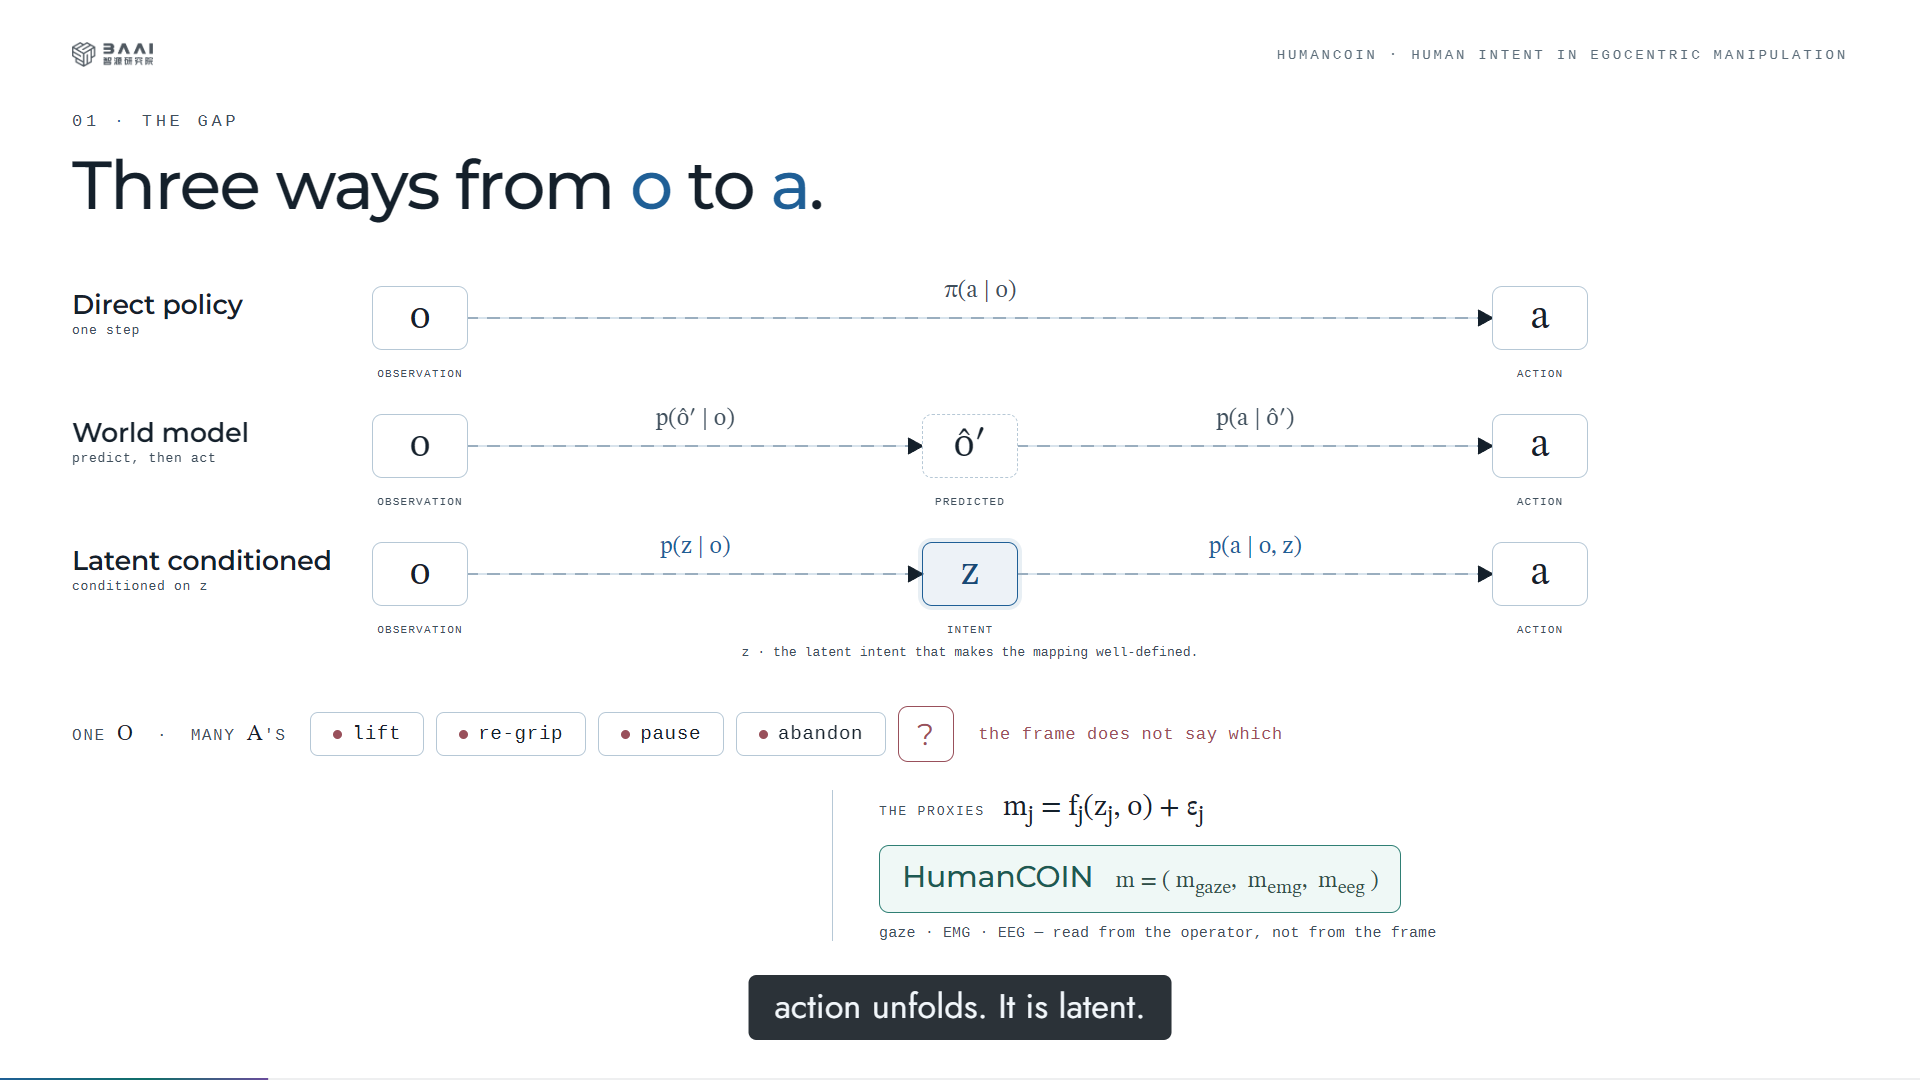 BAAI
智源研究院
HUMANCOIN · HUMAN INTENT IN EGOCENTRIC MANIPULATION
01 · THE GAP
Three ways from o to a.
Direct policy
one step
o
π(a | o)
a
OBSERVATION
ACTION
World model
predict, then act
o
p(ô′ | o)
ô′
p(a | ô′)
a
OBSERVATION
PREDICTED
ACTION
Latent conditioned
conditioned on z
o
p(z | o)
z
p(a | o, z)
a
OBSERVATION
INTENT
ACTION
z · the latent intent that makes the mapping well-defined.
ONE O · MANY A'S
lift
re-grip
pause
abandon
?
the frame does not say which
THE PROXIES mj = fj(zj, o) + εj
HumanCOIN m = ( mgaze, memg, meeg )
gaze · EMG · EEG — read from the operator, not from the frame
action unfolds. It is latent.